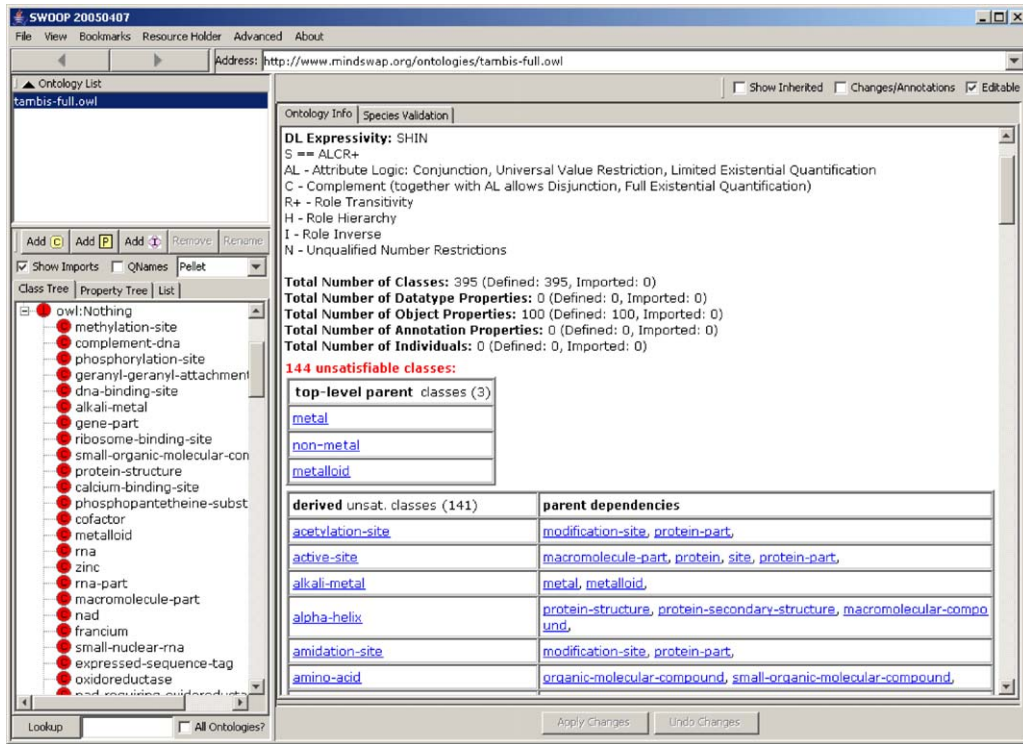 SWOOP 20050407
File View Bookmarks Resource Holder Advanced About
Address: http://www.mindswap.org/ontologies/tambis-full.owl
Ontology List
tambis-full.owl
Show Inherited Changes/Annotations Editable
Add C Add P Add I Remove Rename
Show Imports QNames Pellet
Class Tree Property Tree List
owl:Nothing
methylation-site
complement-dna
phosphorylation-site
geranyl-geranyl-attachment
dna-binding-site
alkali-metal
gene-part
ribosome-binding-site
small-organic-molecular-con
protein-structure
calcium-binding-site
phosphopantetheine-subst
cofactor
metalloid
rna
zinc
rna-part
macromolecule-part
nad
francium
small-nuclear-rna
expressed-sequence-tag
oxidoreductase
Lookup All Ontologies?
Ontology Info Species Validation
DL Expressivity: SHIN
S == ALCR+
AL - Attribute Logic: Conjunction, Universal Value Restriction, Limited Existential Quantification
C - Complement (together with AL allows Disjunction, Full Existential Quantification)
R+ - Role Transitivity
H - Role Hierarchy
I - Role Inverse
N - Unqualified Number Restrictions
Total Number of Classes: 395 (Defined: 395, Imported: 0)
Total Number of Datatype Properties: 0 (Defined: 0, Imported: 0)
Total Number of Object Properties: 100 (Defined: 100, Imported: 0)
Total Number of Annotation Properties: 0 (Defined: 0, Imported: 0)
Total Number of Individuals: 0 (Defined: 0, Imported: 0)
144 unsatisfiable classes:
top-level parent classes (3)
metal
non-metal
metalloid
derived unsat. classes (141) parent dependencies
acetylation-site modification-site, protein-part,
active-site macromolecule-part, protein, site, protein-part,
alkali-metal metal, metalloid,
alpha-helix protein-structure, protein-secondary-structure, macromolecular-compo
und,
amidation-site modification-site, protein-part,
amino-acid organic-molecular-compound, small-organic-molecular-compound,
Apply Changes Undo Changes